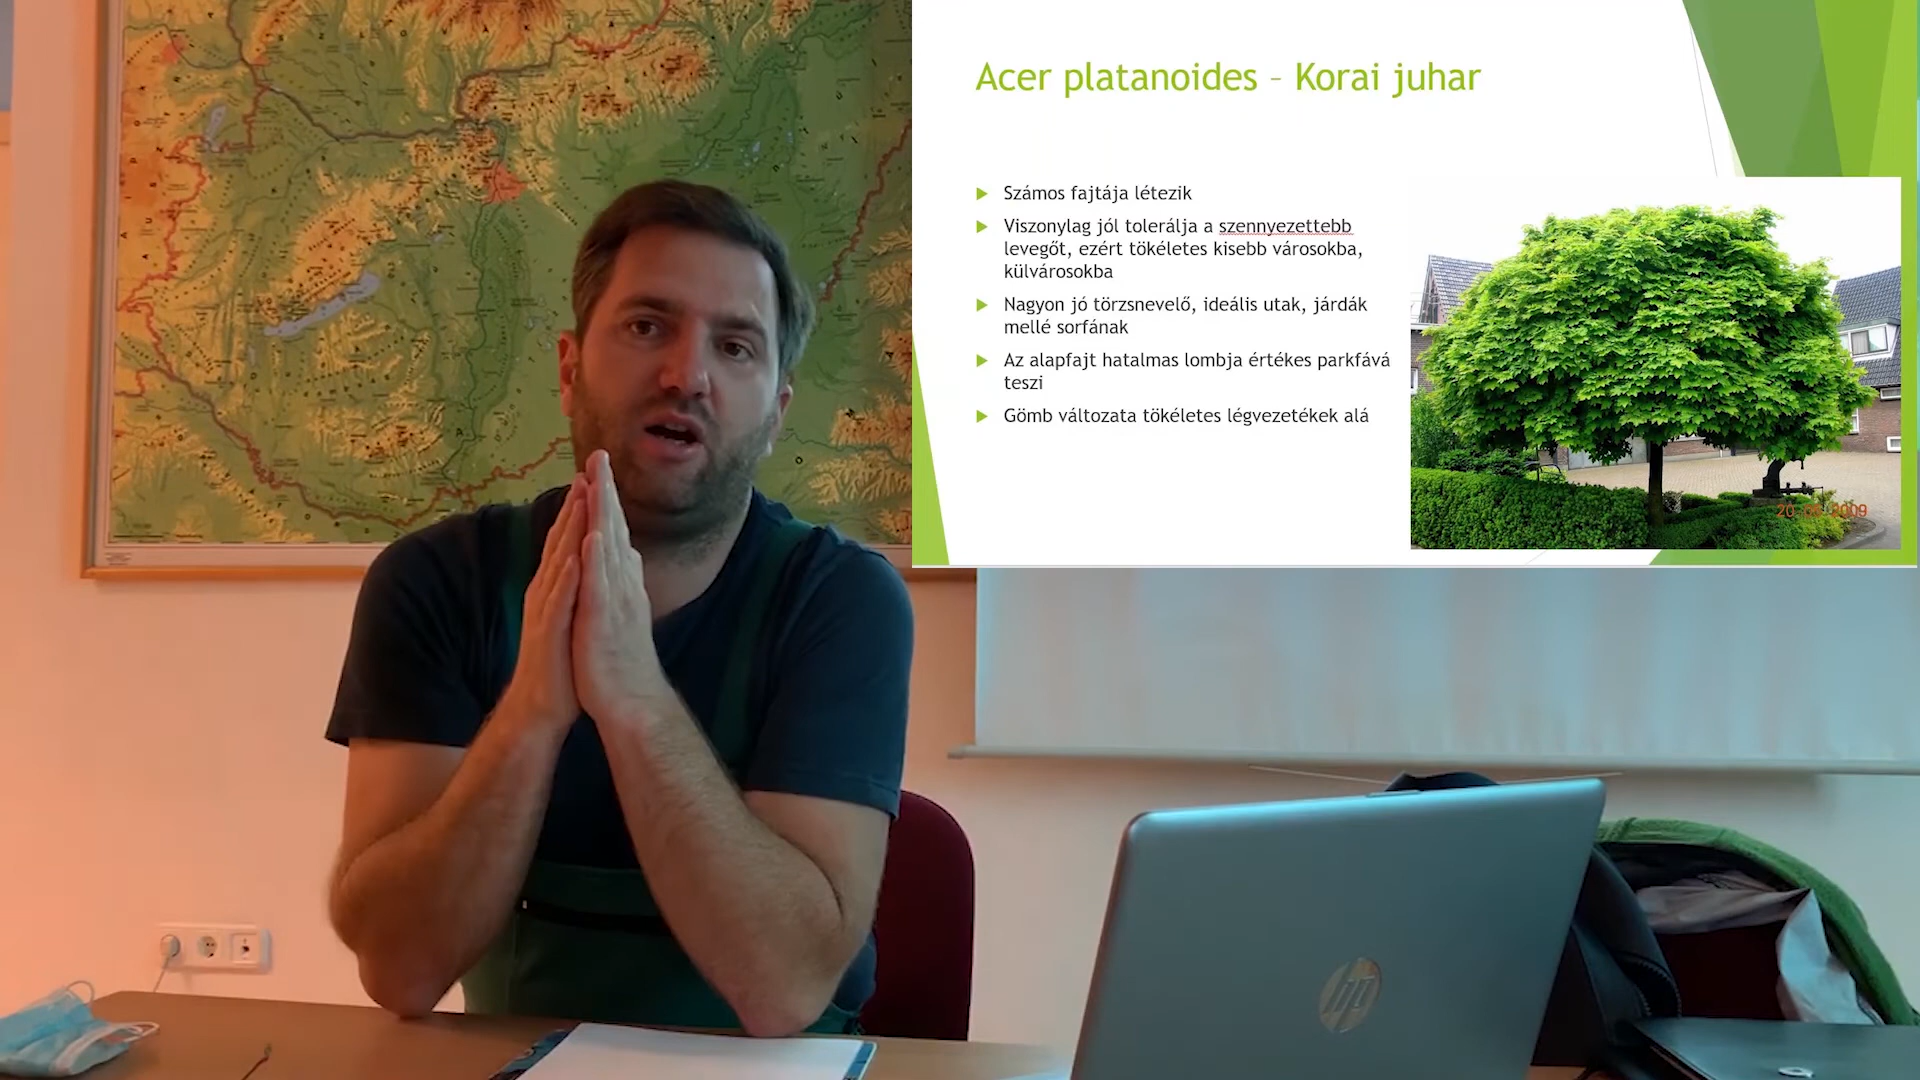 Acer platanoides – Korai juhar
Számos fajtája létezik
Viszonylag jól tolerálja a szennyezettebb
levegőt, ezért tökéletes kisebb városokba,
külvárosokba
Nagyon jó törzsnevelő, ideális utak, járdák
mellé sorfának
Az alapfajt hatalmas lombja értékes parkfává
teszi
Gömb változata tökéletes légvezetékek alá
hp